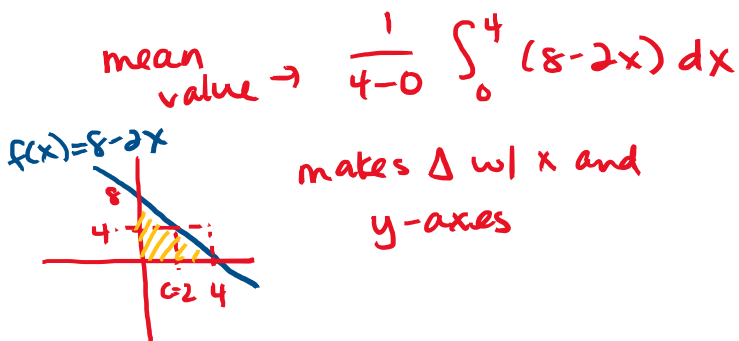 mean value → 1/(4-0) ∫₀⁴ (8-2x) dx
f(x)=8-2x
makes Δ w/ x and
y-axes
8
4
c=2 4